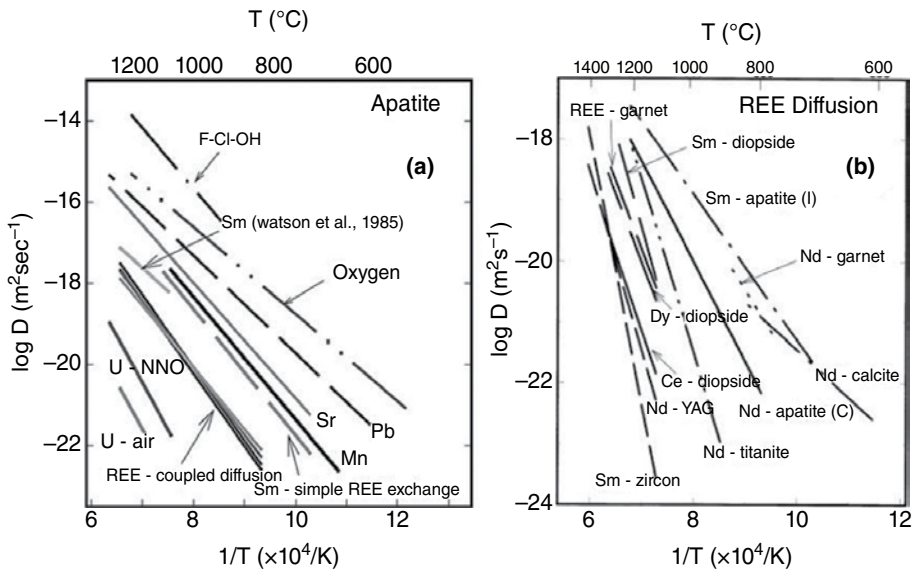 T (°C)
1200 1000 800 600
Apatite
(a)
F-Cl-OH
Sm (watson et al., 1985)
Oxygen
U - NNO
U - air
REE - coupled diffusion
Sr
Pb
Mn
Sm - simple REE exchange
−14
−16
−18
−20
−22
log D (m²sec⁻¹)
6 8 10 12
1/T (×10⁴/K)
T (°C)
1400 1200 1000 800 600
REE - garnet
REE Diffusion
Sm - diopside
(b)
Sm - apatite (I)
Nd - garnet
Dy - diopside
Ce - diopside
Nd - calcite
Nd - YAG
Nd - apatite (C)
Nd - titanite
Sm - zircon
−18
−20
−22
−24
log D (m²s⁻¹)
6 8 10 12
1/T (×10⁴/K)